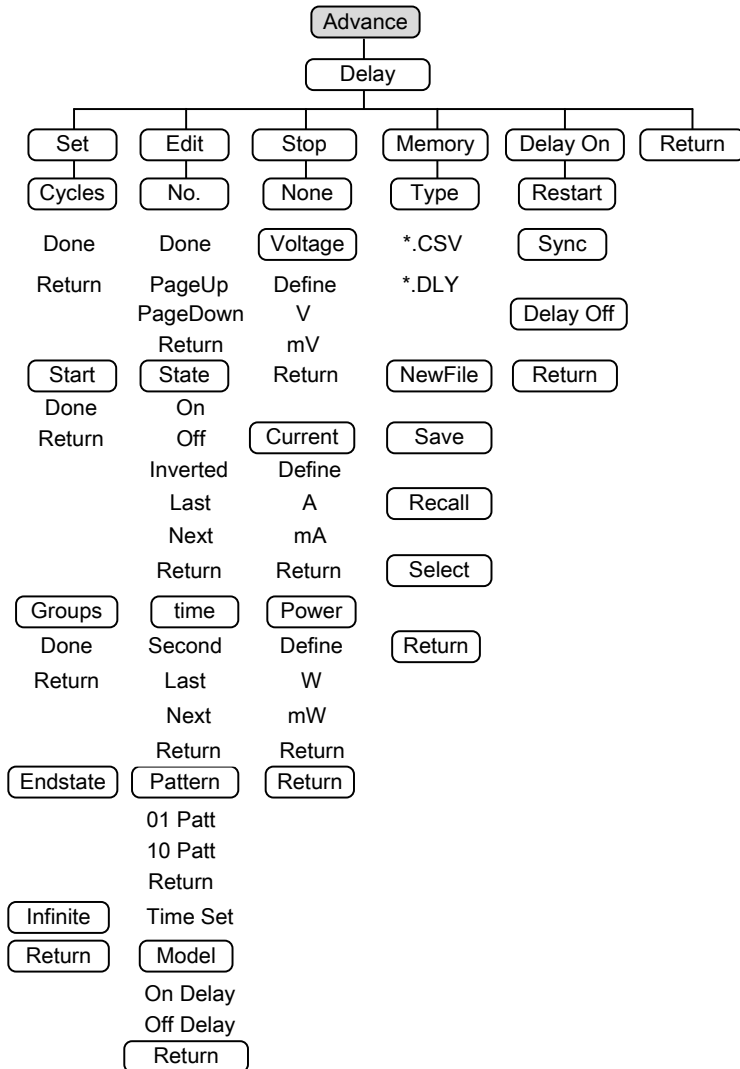 Advance
Delay
Set Edit Stop Memory Delay On Return
Cycles No. None Type Restart
Done Done Voltage *.CSV Sync
Return PageUp Define *.DLY
PageDown V Delay Off
Return mV
Start State Return NewFile Return
Done On
Return Off Current Save
Inverted Define
Last A Recall
Next mA
Return Return Select
Groups time Power
Done Second Define Return
Return Last W
Next mW
Return Return
Endstate Pattern Return
01 Patt
10 Patt
Return
Infinite Time Set
Return Model
On Delay
Off Delay
Return